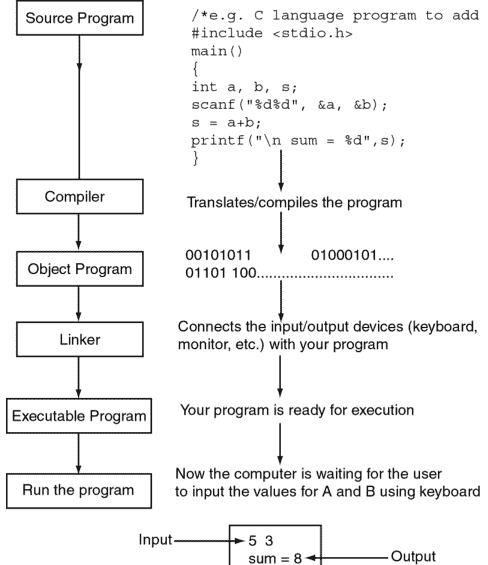 Source Program
/*e.g. C language program to add
#include <stdio.h>
main()
{
int a, b, s;
scanf("%d%d", &a, &b);
s = a+b;
printf("\n sum = %d",s);
}
Compiler
Translates/compiles the program
Object Program
00101011 01000101....
01101 100.................................
Linker
Connects the input/output devices (keyboard,
monitor, etc.) with your program
Executable Program
Your program is ready for execution
Run the program
Now the computer is waiting for the user
to input the values for A and B using keyboard
Input
5 3
sum = 8
Output